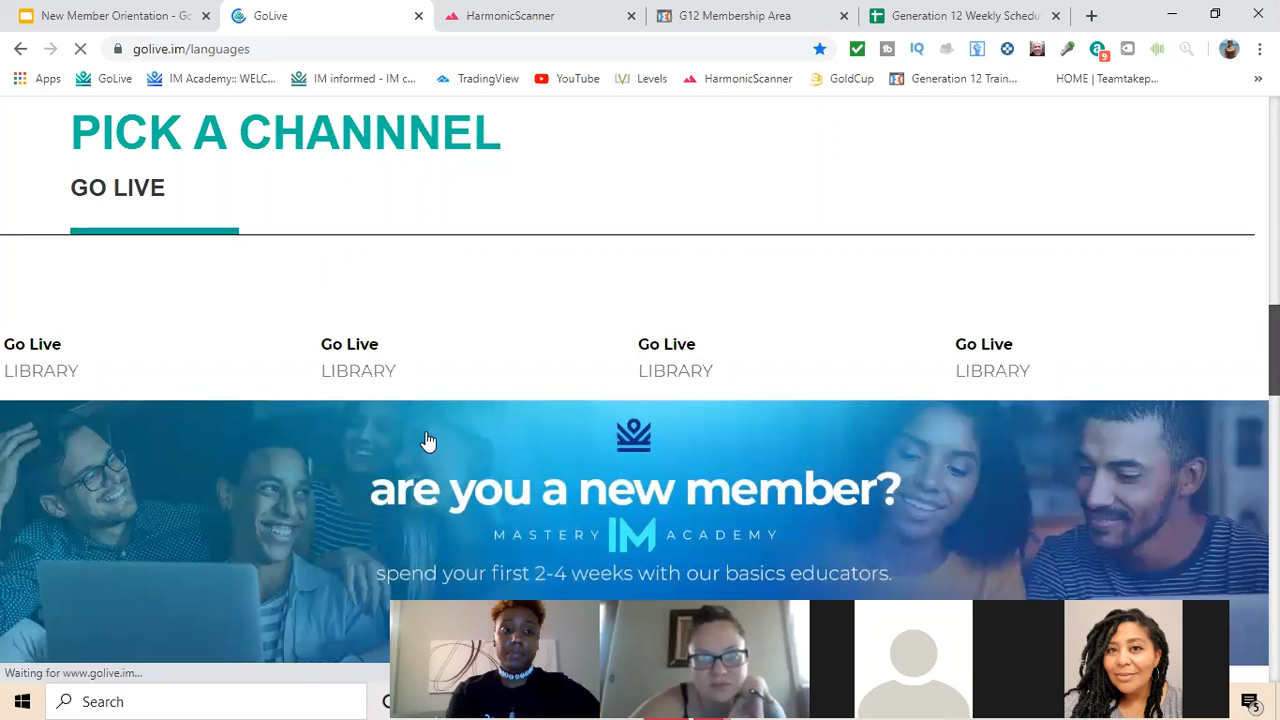 New Member Orientation - Go
GoLive
HarmonicScanner
G12 Membership Area
Generation 12 Weekly Schedu
golive.im/languages
9
Apps
GoLive
IM Academy:: WELC...
IM informed - IM c...
TradingView
YouTube
Levels
HarmonicScanner
GoldCup
Generation 12 Train...
HOME | Teamtakep...
PICK A CHANNNEL
GO LIVE
Go Live
Go Live
Go Live
Go Live
LIBRARY
LIBRARY
LIBRARY
LIBRARY
are you a new member?
MASTERY IM ACADEMY
spend your first 2-4 weeks with our basics educators.
Waiting for www.golive.im...
Search
5